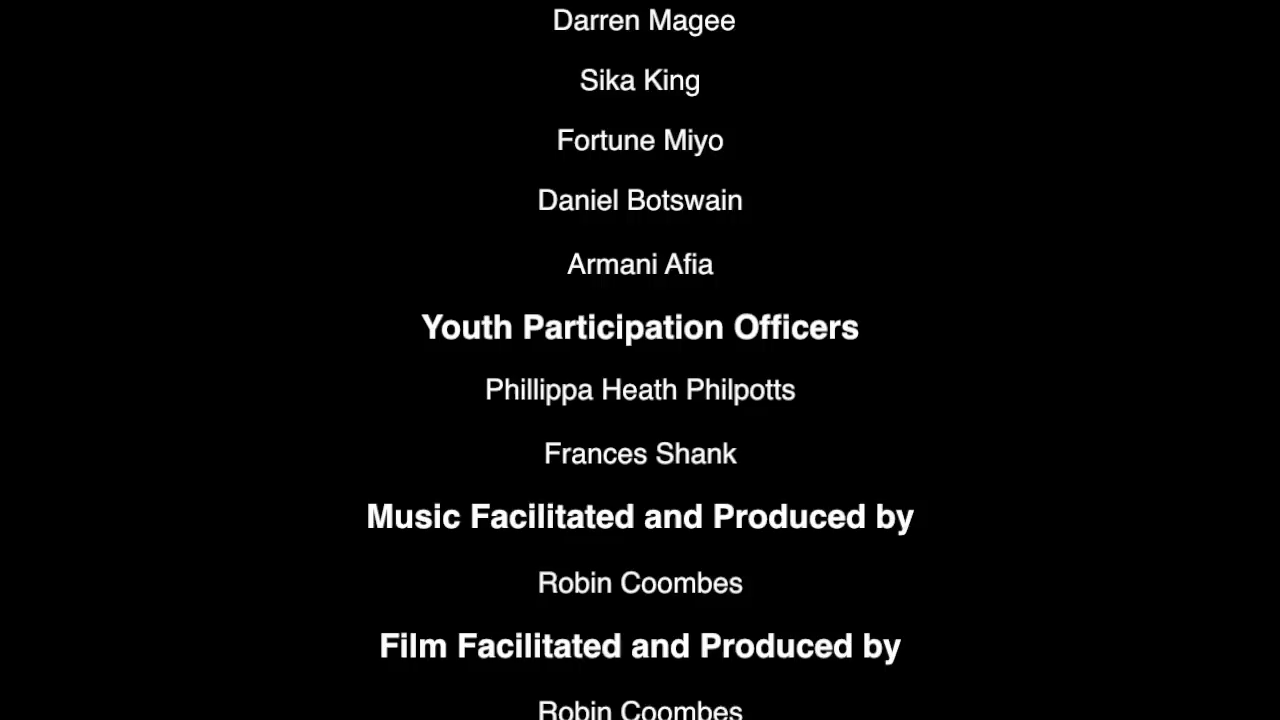 Darren Magee
Sika King
Fortune Miyo
Daniel Botswain
Armani Afia
Youth Participation Officers
Phillippa Heath Philpotts
Frances Shank
Music Facilitated and Produced by
Robin Coombes
Film Facilitated and Produced by
Robin Coombes